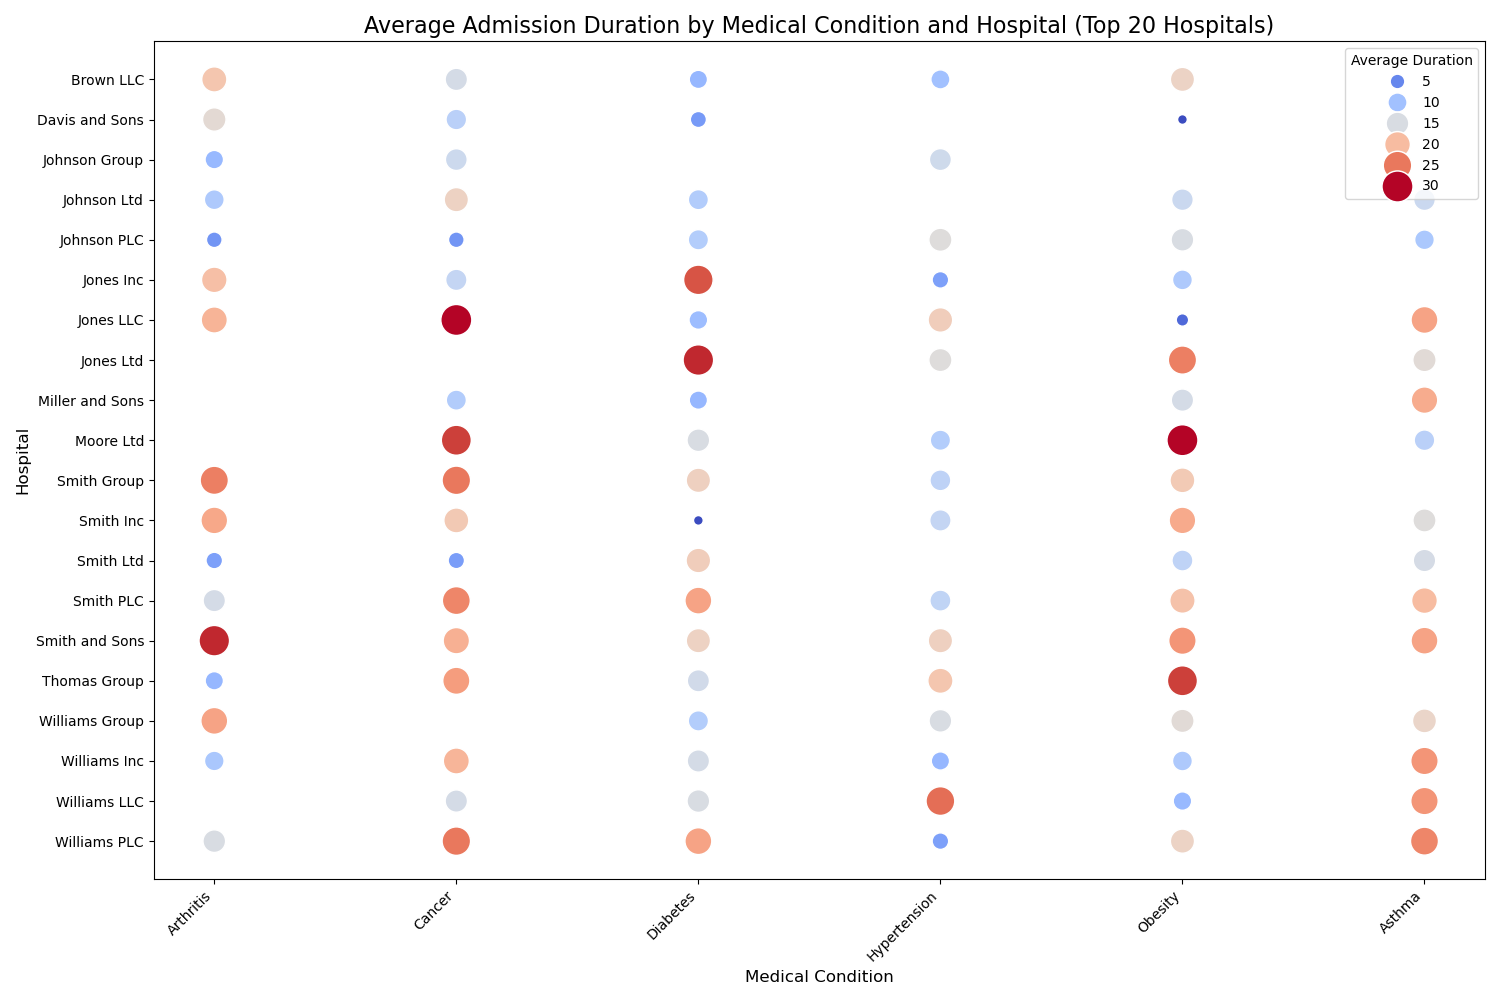 Average Admission Duration by Medical Condition and Hospital (Top 20 Hospitals)
Average Duration
5
10
15
20
25
30
Hospital
Brown LLC
Davis and Sons
Johnson Group
Johnson Ltd
Johnson PLC
Jones Inc
Jones LLC
Jones Ltd
Miller and Sons
Moore Ltd
Smith Group
Smith Inc
Smith Ltd
Smith PLC
Smith and Sons
Thomas Group
Williams Group
Williams Inc
Williams LLC
Williams PLC
Arthritis
Cancer
Diabetes
Hypertension
Obesity
Asthma
Medical Condition